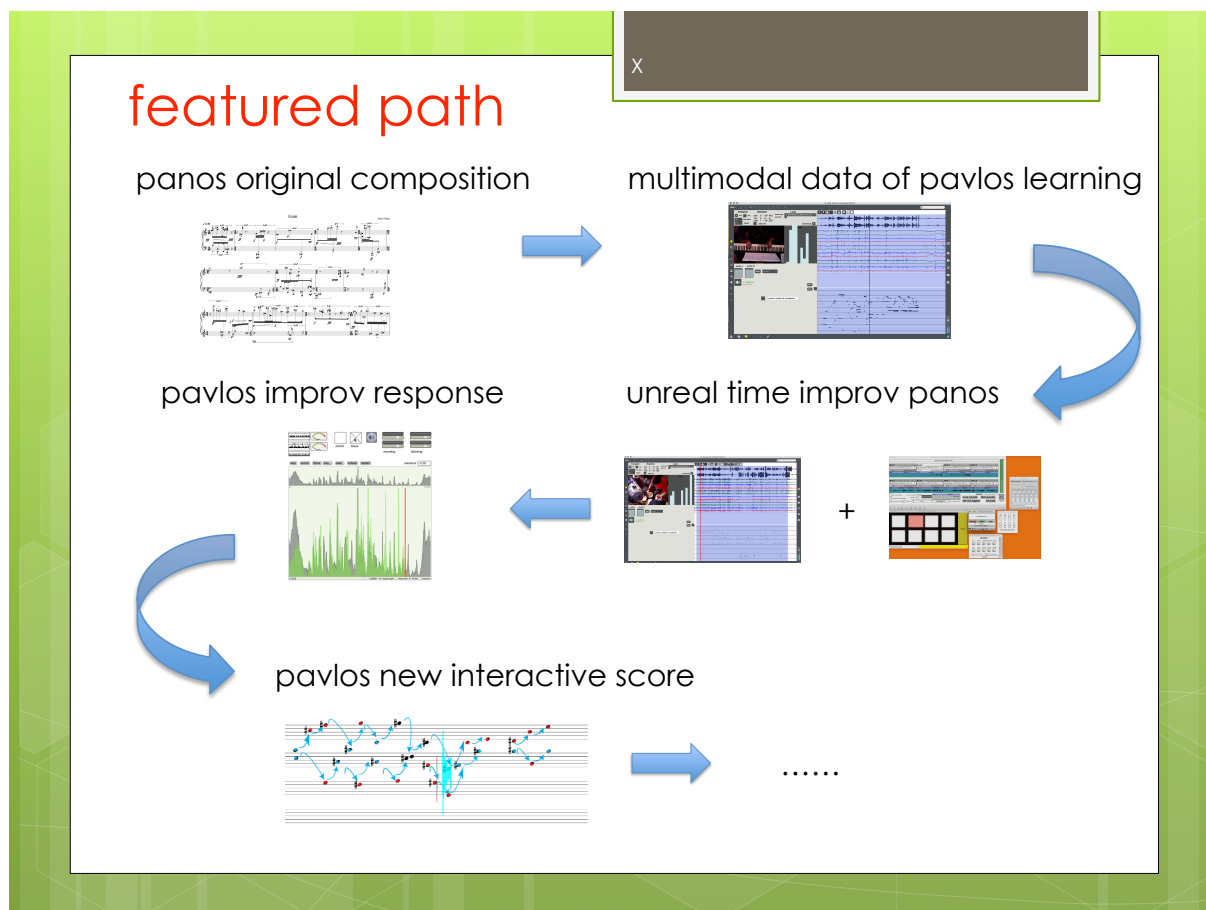 X
featured path
panos original composition
multimodal data of pavlos learning
pavlos improv response
unreal time improv panos
+
pavlos new interactive score
……